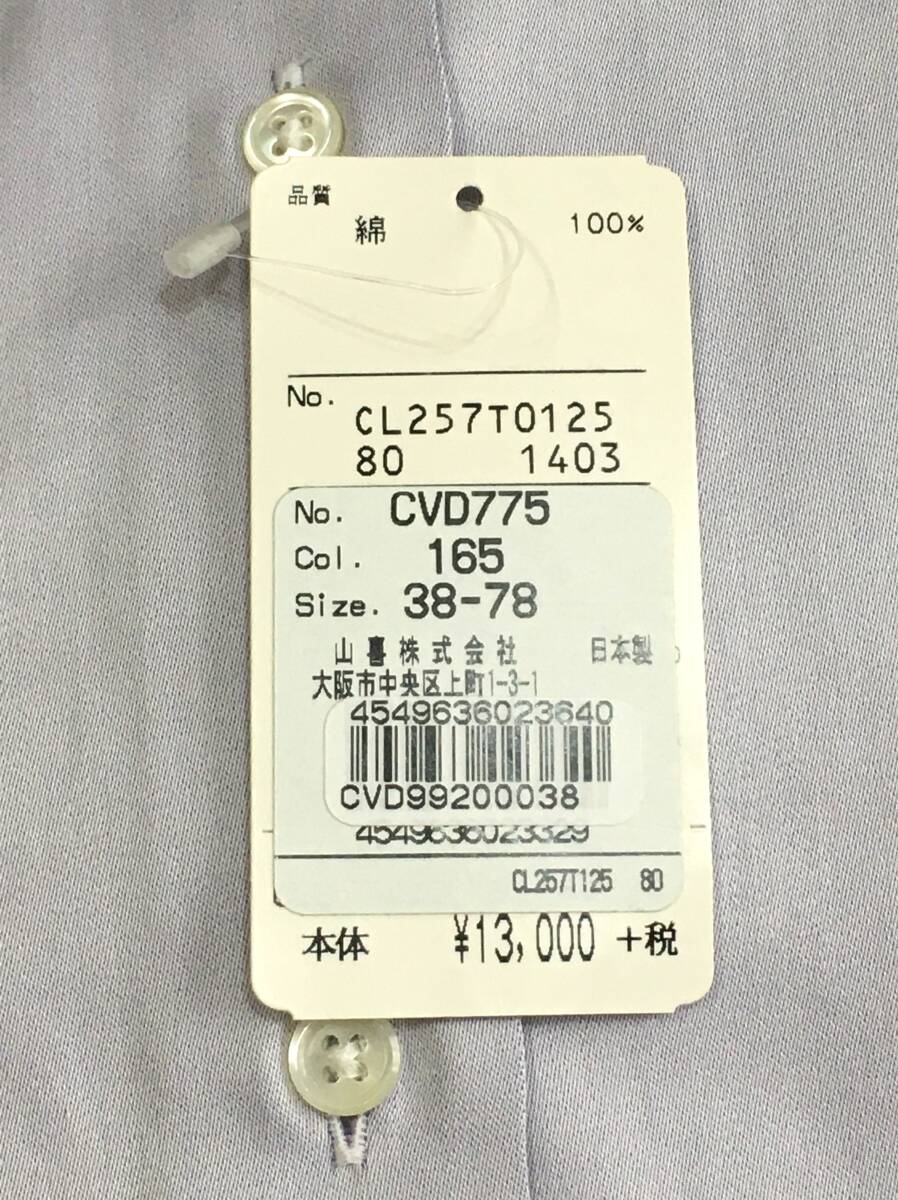 品質
綿 100%
No.
CL257T0125
80 1403
No. CVD775
Col. 165
Size. 38-78
山喜株式会社 日本製
大阪市中央区上町1-3-1
4549636023640
CVD99200038
4549636023329
CL257T125 80
本体 ¥13,000 +税